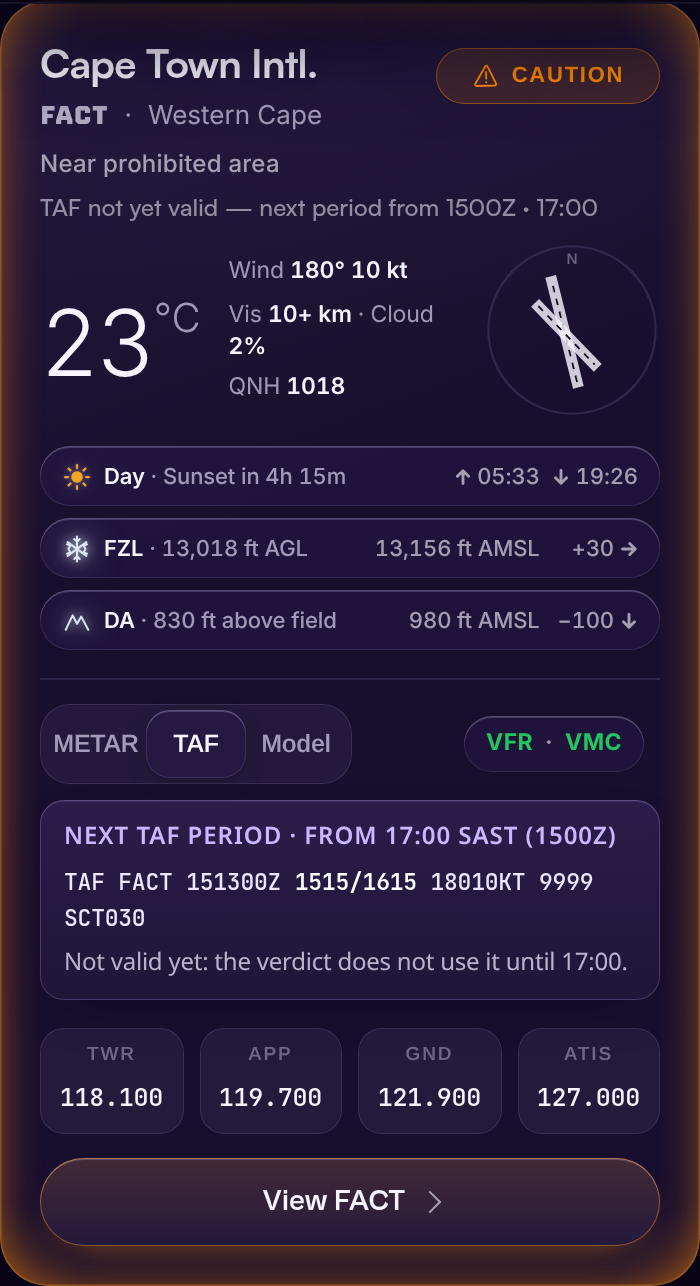 Cape Town Intl.
CAUTION
FACT · Western Cape
Near prohibited area
TAF not yet valid — next period from 1500Z • 17:00
23°C
Wind 180° 10 kt
Vis 10+ km · Cloud
2%
QNH 1018
N
Day · Sunset in 4h 15m ↑ 05:33 ↓ 19:26
FZL · 13,018 ft AGL 13,156 ft AMSL +30 →
DA · 830 ft above field 980 ft AMSL −100 ↓
METAR TAF Model VFR · VMC
NEXT TAF PERIOD · FROM 17:00 SAST (1500Z)
TAF FACT 151300Z 1515/1615 18010KT 9999
SCT030
Not valid yet: the verdict does not use it until 17:00.
TWR APP GND ATIS
118.100 119.700 121.900 127.000
View FACT